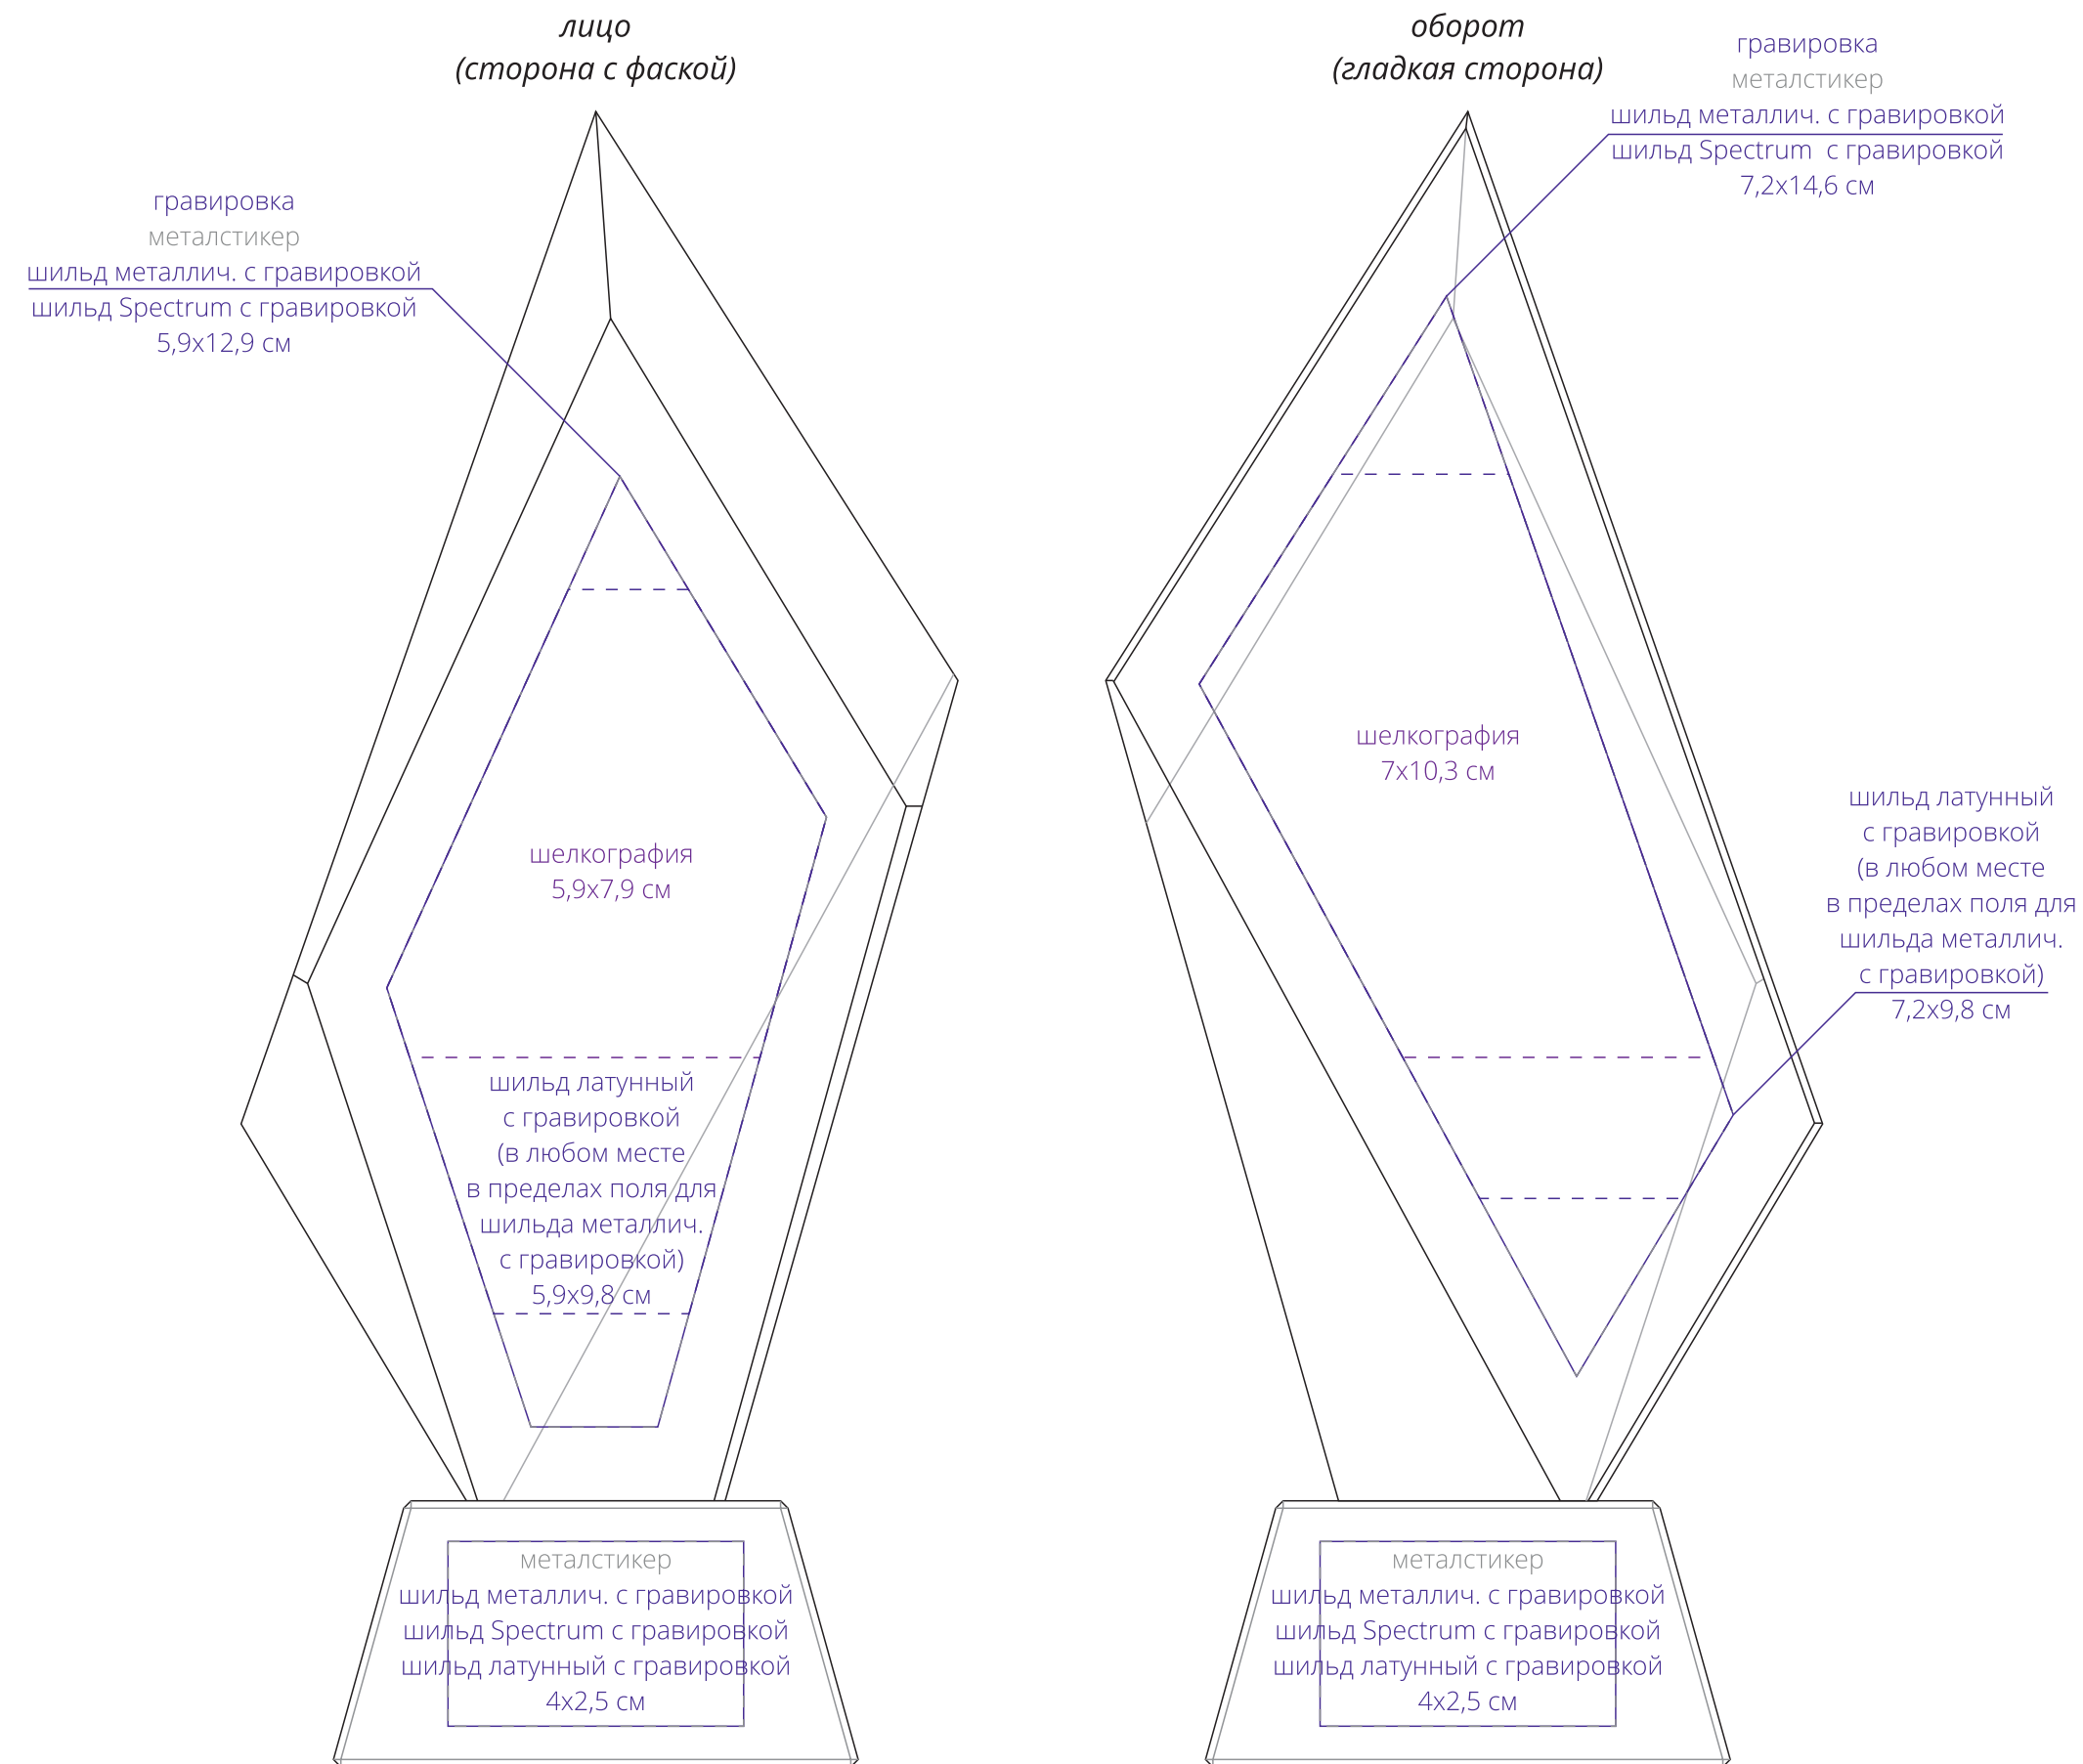 лицо
(сторона с фаской)
гравировка
металстикер
шильд металлич. с гравировкой
шильд Spectrum с гравировкой
5,9x12,9 см
шелкография
5,9x7,9 см
шильд латунный
с гравировкой
(в любом месте
в пределах поля для
шильда металлич.
с гравировкой)
5,9x9,8 см
металстикер
шильд металлич. с гравировкой
шильд Spectrum с гравировкой
шильд латунный с гравировкой
4x2,5 см
оборот
(гладкая сторона)
гравировка
металстикер
шильд металлич. с гравировкой
шильд Spectrum  с гравировкой
7,2x14,6 см
шелкография
7x10,3 см
шильд латунный
с гравировкой
(в любом месте
в пределах поля для
шильда металлич.
с гравировкой)
7,2x9,8 см
металстикер
шильд металлич. с гравировкой
шильд Spectrum с гравировкой
шильд латунный с гравировкой
4x2,5 см